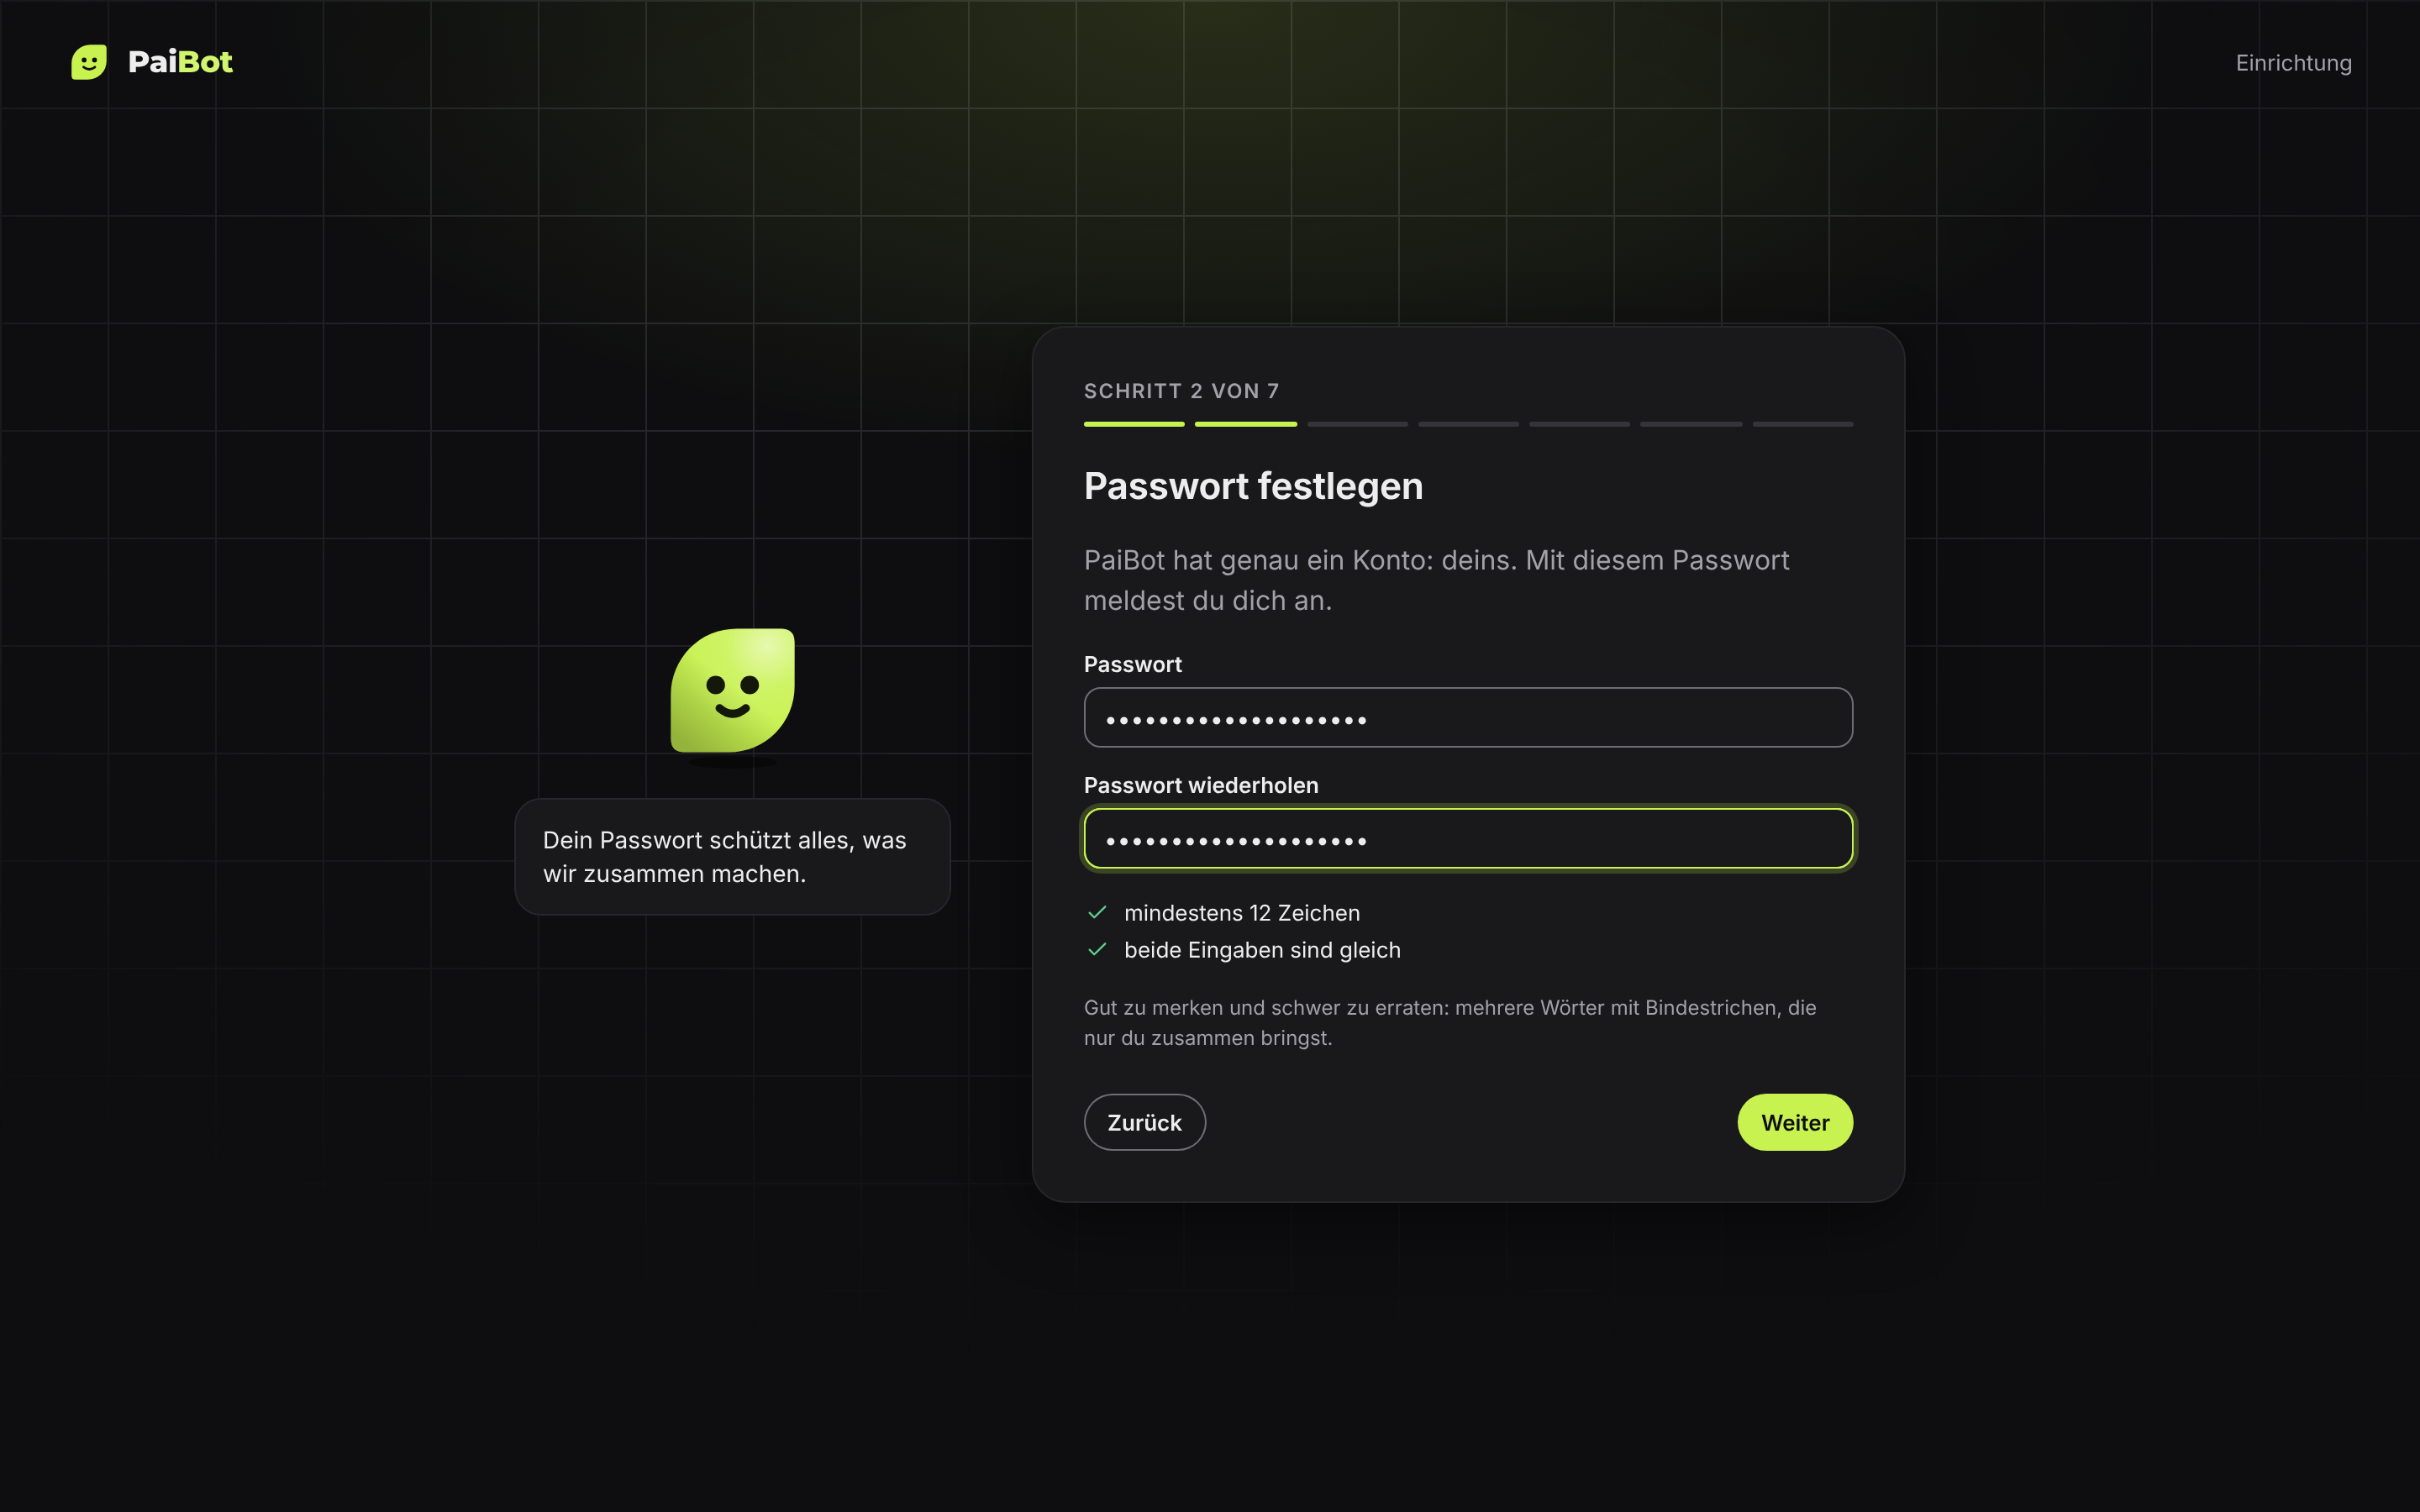 PaiBot
Einrichtung
SCHRITT 2 VON 7
Passwort festlegen
PaiBot hat genau ein Konto: deins. Mit diesem Passwort
meldest du dich an.
Passwort
••••••••••••••••••••
Passwort wiederholen
••••••••••••••••••••
mindestens 12 Zeichen
beide Eingaben sind gleich
Gut zu merken und schwer zu erraten: mehrere Wörter mit Bindestrichen, die
nur du zusammen bringst.
Zurück
Weiter
Dein Passwort schützt alles, was
wir zusammen machen.